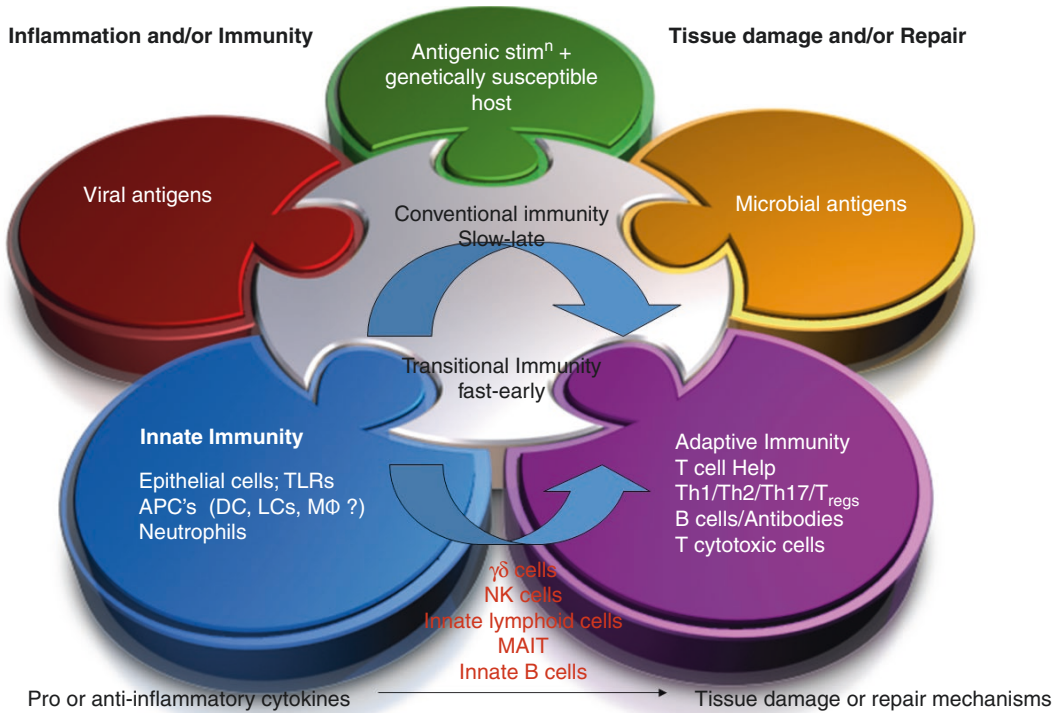 Inflammation and/or Immunity
Tissue damage and/or Repair
Antigenic stimⁿ +
genetically susceptible
host
Viral antigens
Microbial antigens
Conventional immunity
Slow-late
Transitional Immunity
fast-early
Innate Immunity
Epithelial cells; TLRs
APC's (DC, LCs, MΦ ?)
Neutrophils
Adaptive Immunity
T cell Help
Th1/Th2/Th17/Tregs
B cells/Antibodies
T cytotoxic cells
γδ cells
NK cells
Innate lymphoid cells
MAIT
Innate B cells
Pro or anti-inflammatory cytokines
Tissue damage or repair mechanisms